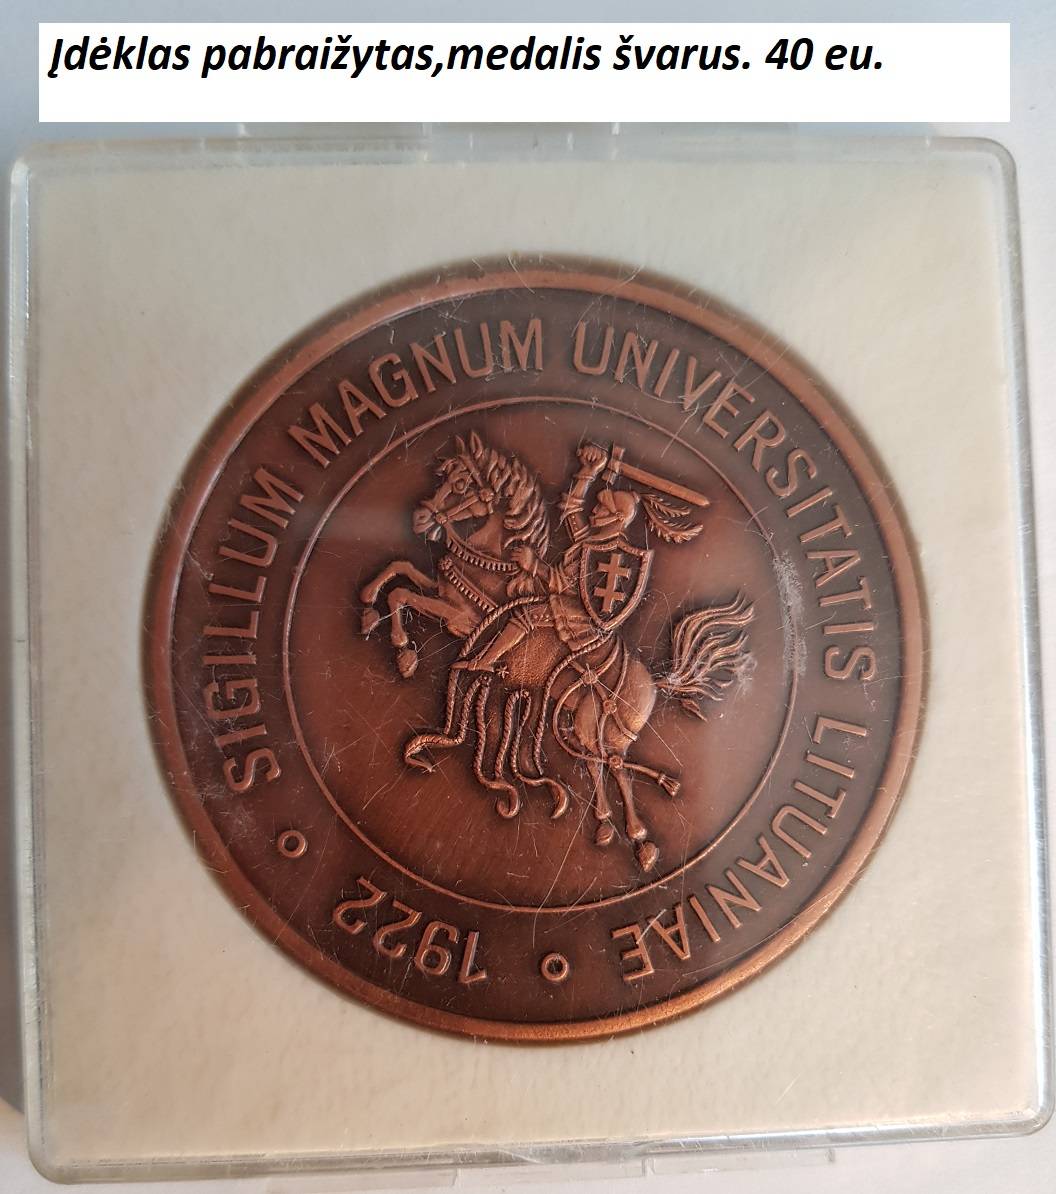 Įdėklas pabraižytas,medalis švarus. 40 eu.
SIGILLUM MAGNUM UNIVERSITATIS LITUANIAE
1922